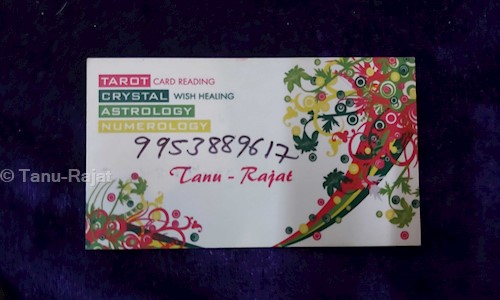 TAROT CARD READING
CRYSTAL WISH HEALING
ASTROLOGY
NUMEROLOGY
9953889617
Tanu - Rajat
© Tanu-Rajat